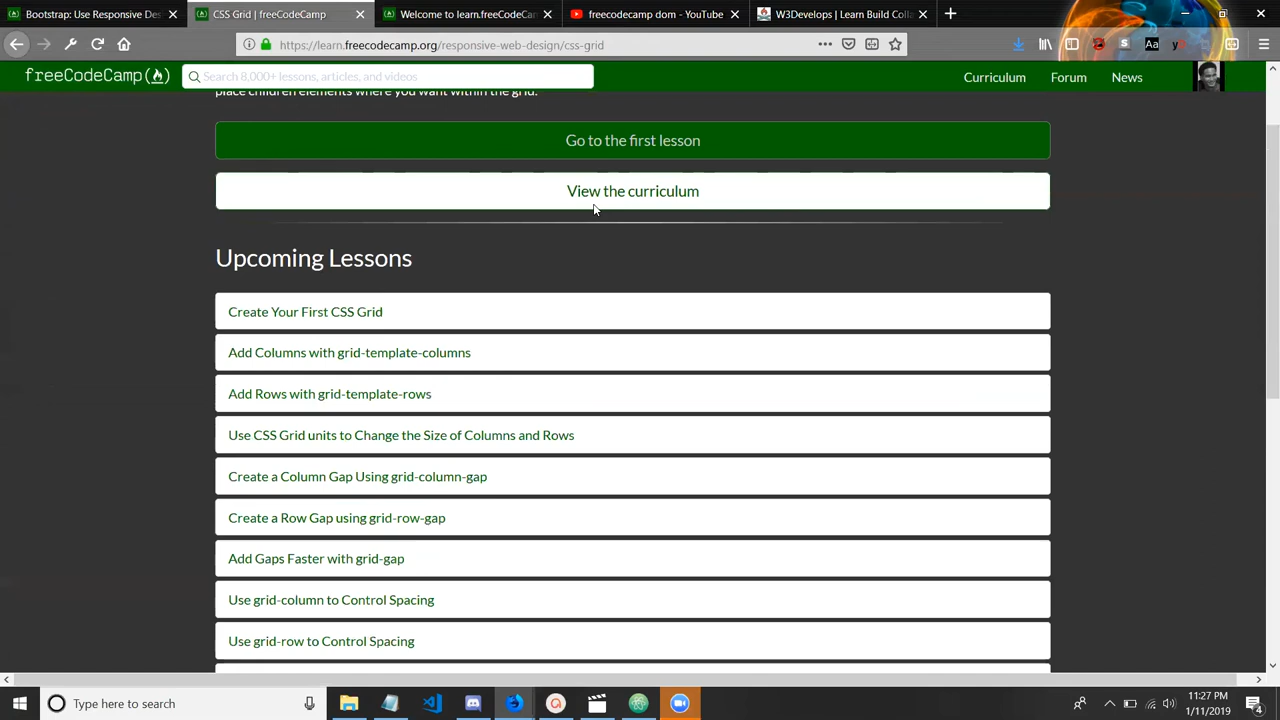 Bootstrap: Use Responsive Des
CSS Grid | freeCodeCamp
Welcome to learn.freeCodeCam
freecodecamp dom - YouTube
W3Develops | Learn Build Colla
https://learn.freecodecamp.org/responsive-web-design/css-grid
freeCodeCamp
Search 8,000+ lessons, articles, and videos
Curriculum
Forum
News
place children elements where you want within the grid.
Go to the first lesson
View the curriculum
Upcoming Lessons
Create Your First CSS Grid
Add Columns with grid-template-columns
Add Rows with grid-template-rows
Use CSS Grid units to Change the Size of Columns and Rows
Create a Column Gap Using grid-column-gap
Create a Row Gap using grid-row-gap
Add Gaps Faster with grid-gap
Use grid-column to Control Spacing
Use grid-row to Control Spacing
Type here to search
11:27 PM
1/11/2019
4